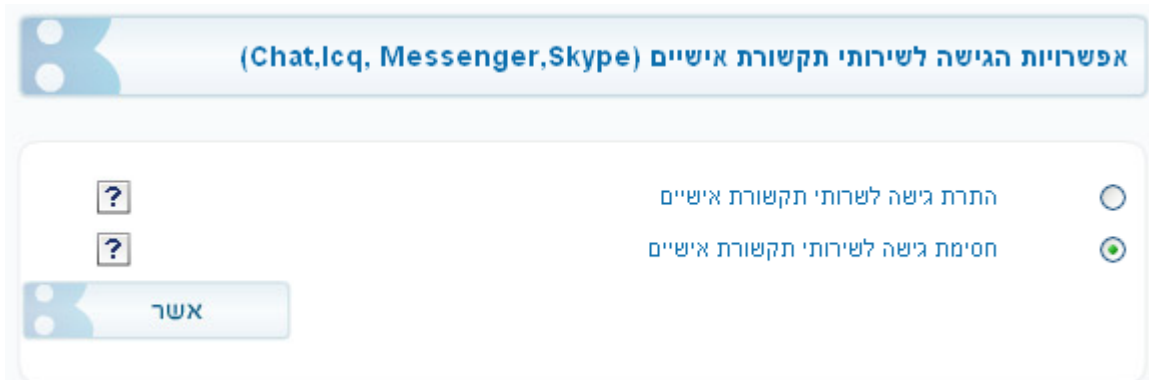 אפשרויות הגישה לשירותי תקשורת אישיים (Chat,Icq, Messenger,Skype)
התרת גישה לשרותי תקשורת אישיים
?
חסימת גישה לשירותי תקשורת אישיים
?
אשר